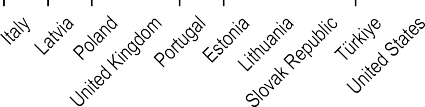 Italy
Latvia
Poland
United Kingdom
Portugal
Estonia
Lithuania
Slovak Republic
Türkiye
United States